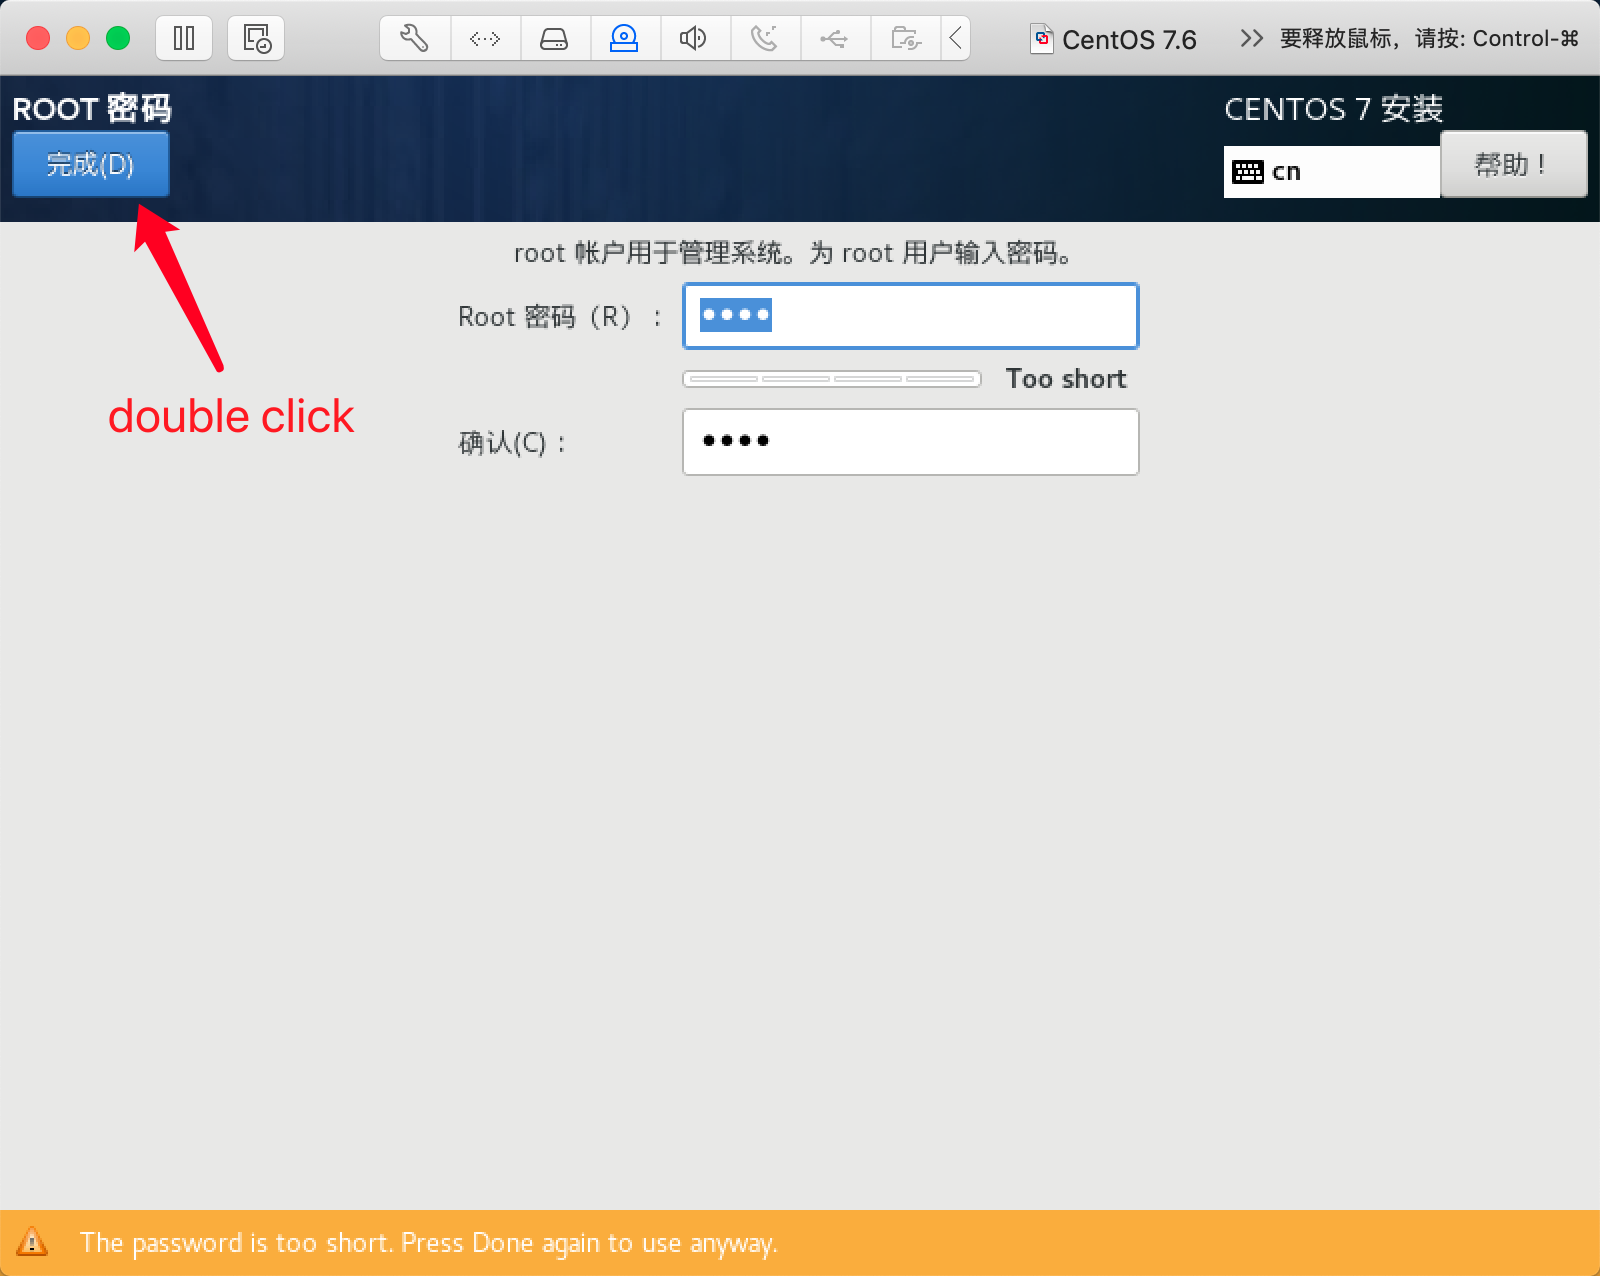 CentOS 7.6
要释放鼠标，请按: Control-⌘
ROOT 密码
CENTOS 7 安装
完成(D)
cn
帮助！
root 帐户用于管理系统。为 root 用户输入密码。
Root 密码（R）：
Too short
double click
确认(C)：
The password is too short. Press Done again to use anyway.